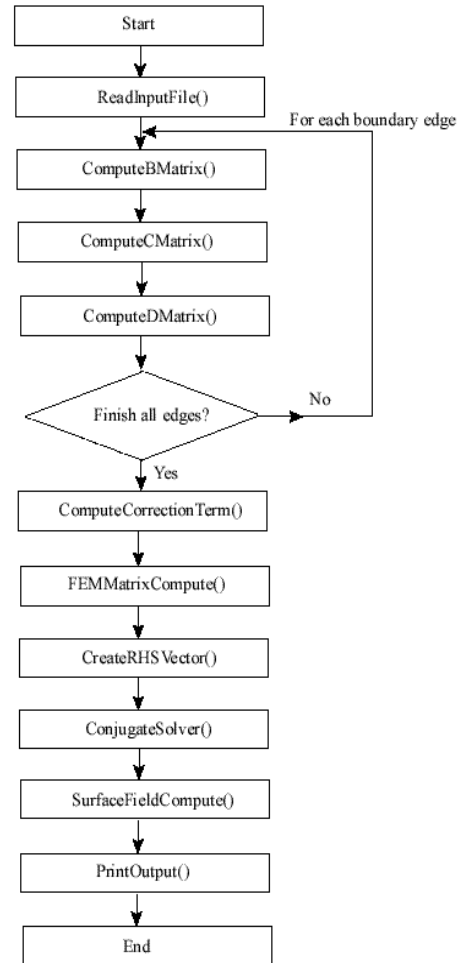 Start
ReadInputFile()
For each boundary edge
ComputeBMatrix()
ComputeCMatrix()
ComputeDMatrix()
Finish all edges?
No
Yes
ComputeCorrectionTerm()
FEMMatrixCompute()
CreateRHSVector()
ConjugateSolver()
SurfaceFieldCompute()
PrintOutput()
End